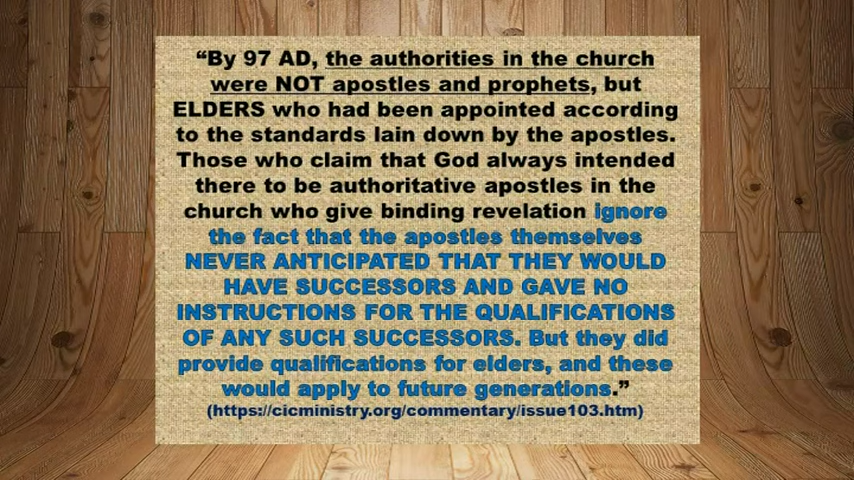 “By 97 AD, the authorities in the church
were NOT apostles and prophets, but
ELDERS who had been appointed according
to the standards lain down by the apostles.
Those who claim that God always intended
there to be authoritative apostles in the
church who give binding revelation ignore
the fact that the apostles themselves
NEVER ANTICIPATED THAT THEY WOULD
HAVE SUCCESSORS AND GAVE NO
INSTRUCTIONS FOR THE QUALIFICATIONS
OF ANY SUCH SUCCESSORS. But they did
provide qualifications for elders, and these
would apply to future generations.”
(https://cicministry.org/commentary/issue103.htm)